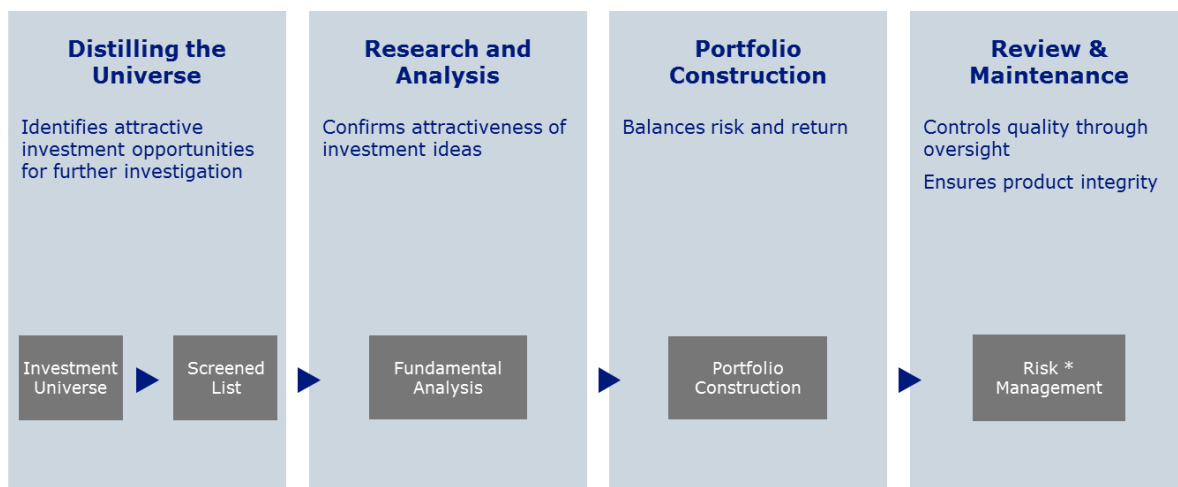 Distilling the
Universe
Identifies attractive
investment opportunities
for further investigation
Investment
Universe
Screened
List
Research and
Analysis
Confirms attractiveness of
investment ideas
Fundamental
Analysis
Portfolio
Construction
Balances risk and return
Portfolio
Construction
Review &
Maintenance
Controls quality through
oversight
Ensures product integrity
Risk *
Management